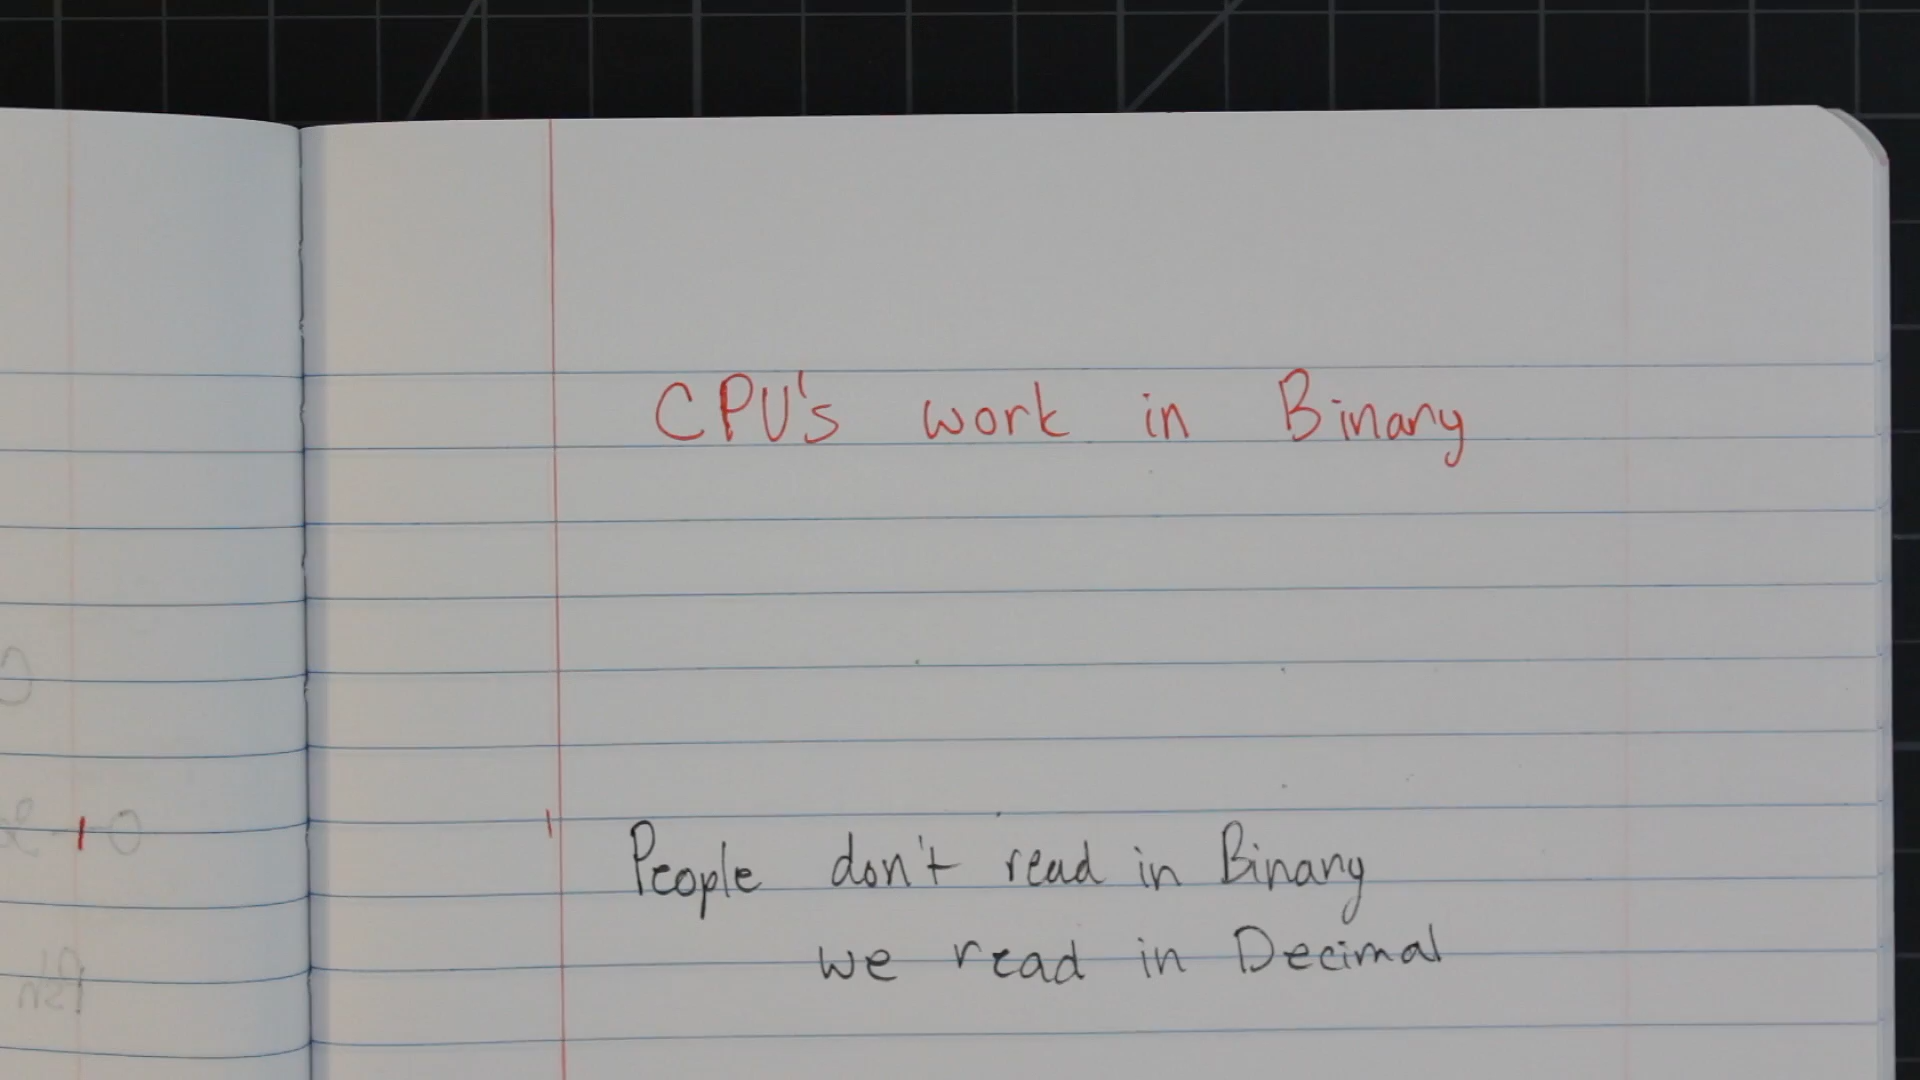 CPU's work in Binary
People don't read in Binary
we read in Decimal